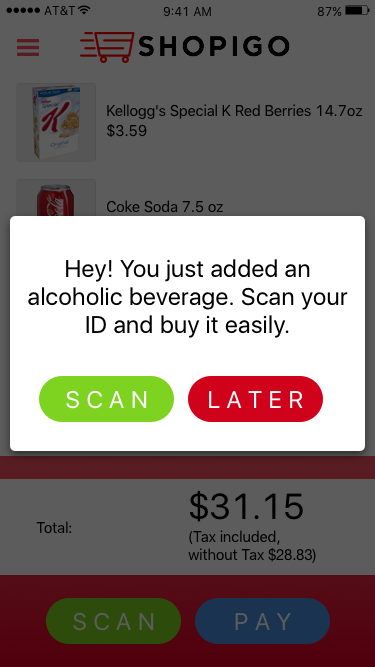 AT&T 9:41 AM 87%
SHOPIGO
Kellogg's Special K Red Berries 14.7oz
$3.59
Coke Soda 7.5 oz
Hey! You just added an
alcoholic beverage. Scan your
ID and buy it easily.
SCAN LATER
Total:
$31.15
(Tax included,
without Tax $28.83)
SCAN PAY